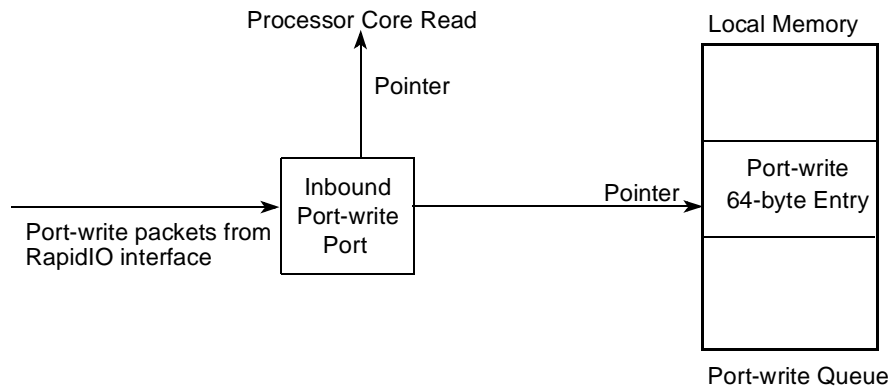 Processor Core Read
Local Memory
Pointer
Inbound
Port-write
Port
Pointer
Port-write
64-byte Entry
Port-write packets from
RapidIO interface
Port-write Queue